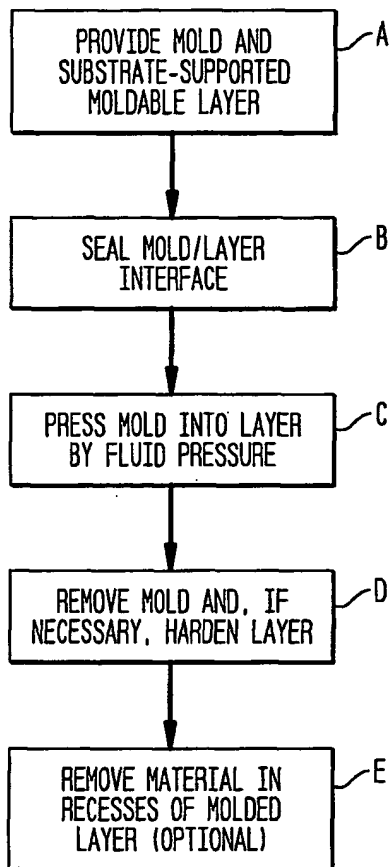 PROVIDE MOLD AND
SUBSTRATE-SUPPORTED
MOLDABLE LAYER
A
SEAL MOLD/LAYER
INTERFACE
B
PRESS MOLD INTO LAYER
BY FLUID PRESSURE
C
REMOVE MOLD AND, IF
NECESSARY, HARDEN LAYER
D
REMOVE MATERIAL IN
RECESSES OF MOLDED
LAYER (OPTIONAL)
E